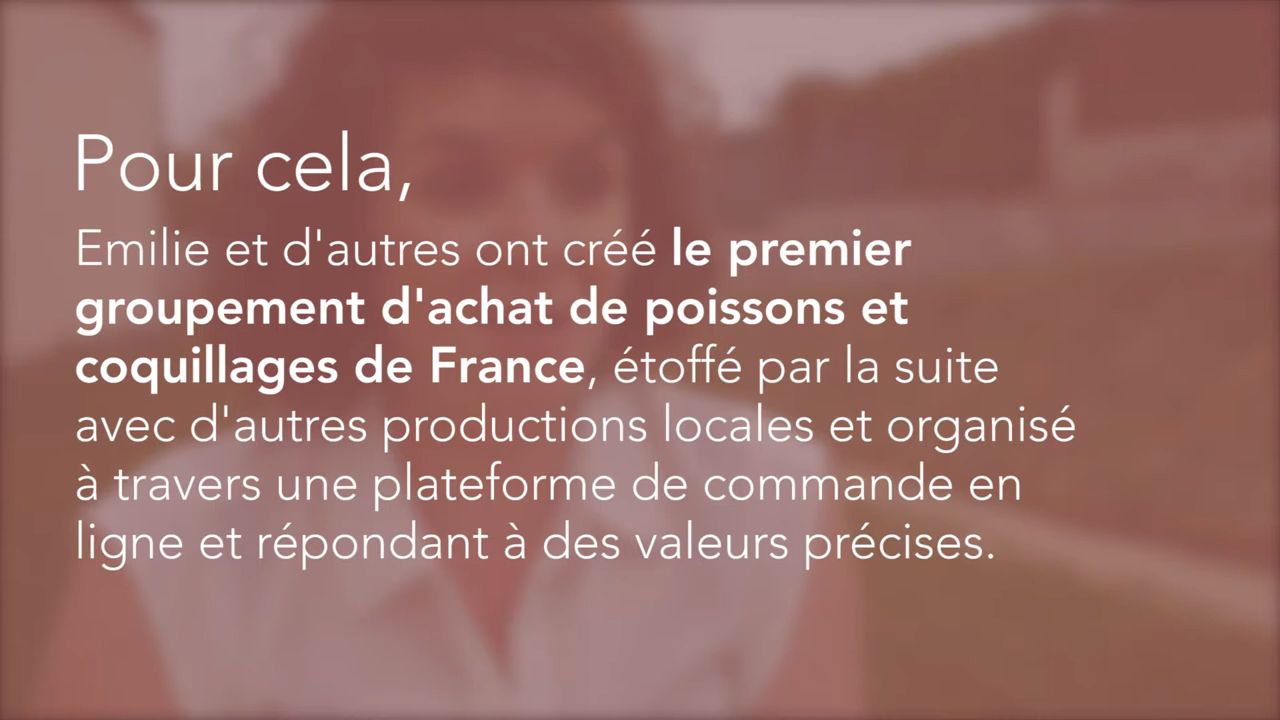 Pour cela,
Emilie et d'autres ont créé le premier
groupement d'achat de poissons et
coquillages de France, étoffé par la suite
avec d'autres productions locales et organisé
à travers une plateforme de commande en
ligne et répondant à des valeurs précises.